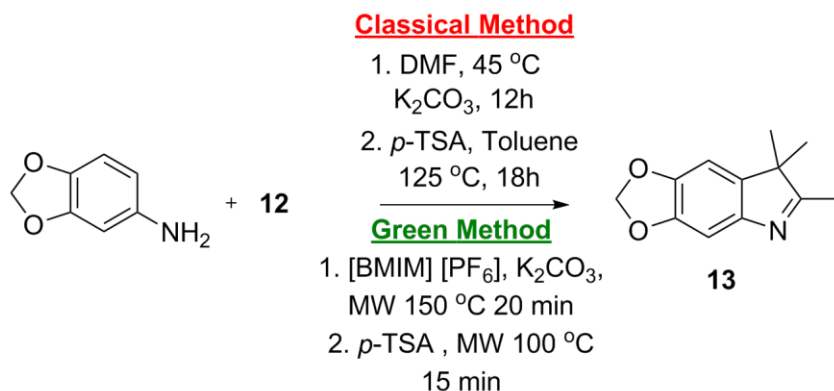 Classical Method
1. DMF, 45 °C
K₂CO₃, 12h
2. p-TSA, Toluene
125 °C, 18h
O
O
NH₂
+ 12
Green Method
1. [BMIM] [PF₆], K₂CO₃,
MW 150 °C 20 min
2. p-TSA , MW 100 °C
15 min
O
O
N
13